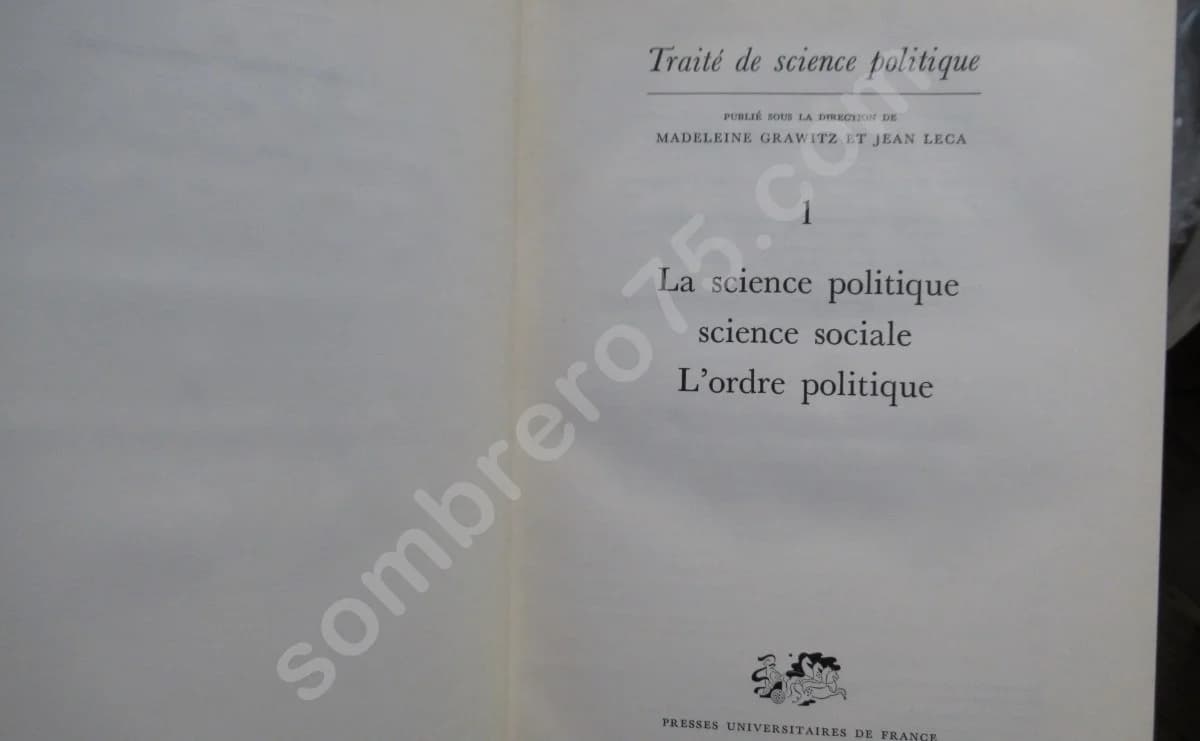 Traité de science politique
PUBLIÉ SOUS LA DIRECTION DE
MADELEINE GRAWITZ ET JEAN LECA
1
La science politique
science sociale
L'ordre politique
PRESSES UNIVERSITAIRES DE FRANCE
sombrero75.com